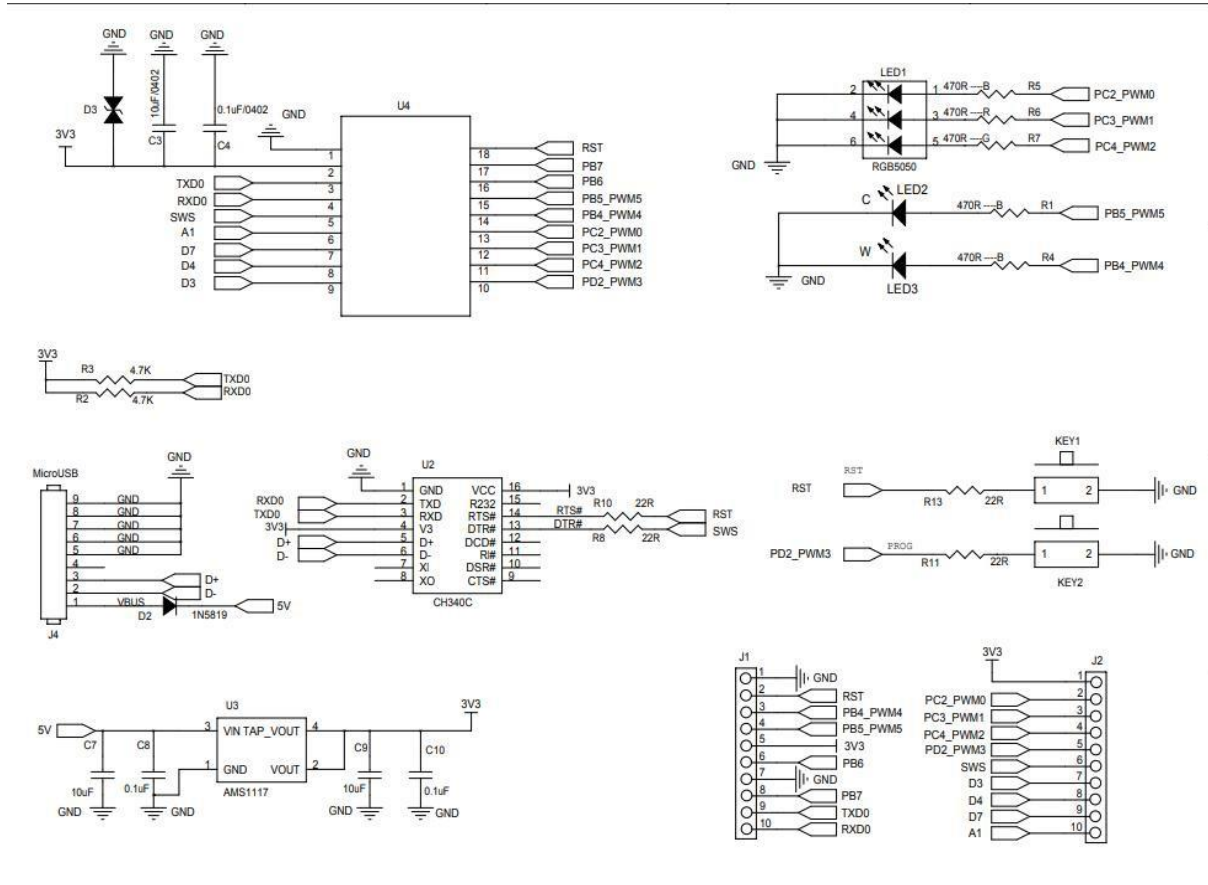 GND GND GND
D3
10uF/0402
C3
0.1uF/0402
C4
3V3
GND
U4
1
2
TXD0 3
RXD0 4
SWS 5
A1 6
D7 7
D4 8
D3 9
18 RST
17 PB7
16 PB6
15 PB5_PWM5
14 PB4_PWM4
13 PC2_PWM0
12 PC3_PWM1
11 PC4_PWM2
10 PD2_PWM3
LED1
2 1 470R ----B R5 PC2_PWM0
4 3 470R ----R R6 PC3_PWM1
6 5 470R ----G R7 PC4_PWM2
GND RGB5050
C LED2 470R ----B R1 PB5_PWM5
W LED3 470R ----B R4 PB4_PWM4
GND
3V3
R3 4.7K TXD0
R2 4.7K RXD0
MicroUSB
GND
9 GND
8 GND
7 GND
6 GND
5 GND
4
3 D+
2 D-
1 VBUS D2 1N5819 5V
J4
GND
U2
1 GND VCC 16 3V3
RXD0 2 TXD R232 15
TXD0 3 RXD RTS# 14 RTS# R10 22R RST
3V3 4 V3 DTR# 13 DTR# R8 22R SWS
D+ 5 D+ DCD# 12
D- 6 D- RI# 11
7 XI DSR# 10
8 XO CTS# 9
CH340C
KEY1
RST
RST R13 22R 1 2 GND
PD2_PWM3 PROG R11 22R 1 2 GND
KEY2
U3
5V 3 VIN TAP_VOUT 4 3V3
1 GND VOUT 2
AMS1117
C7 10uF GND
C8 0.1uF GND
C9 10uF GND
C10 0.1uF GND
J1
1 GND
2 RST
3 PB4_PWM4
4 PB5_PWM5
5 3V3
6 PB6
7 GND
8 PB7
9 TXD0
10 RXD0
3V3 J2
1
PC2_PWM0 2
PC3_PWM1 3
PC4_PWM2 4
PD2_PWM3 5
SWS 6
D3 7
D4 8
D7 9
A1 10